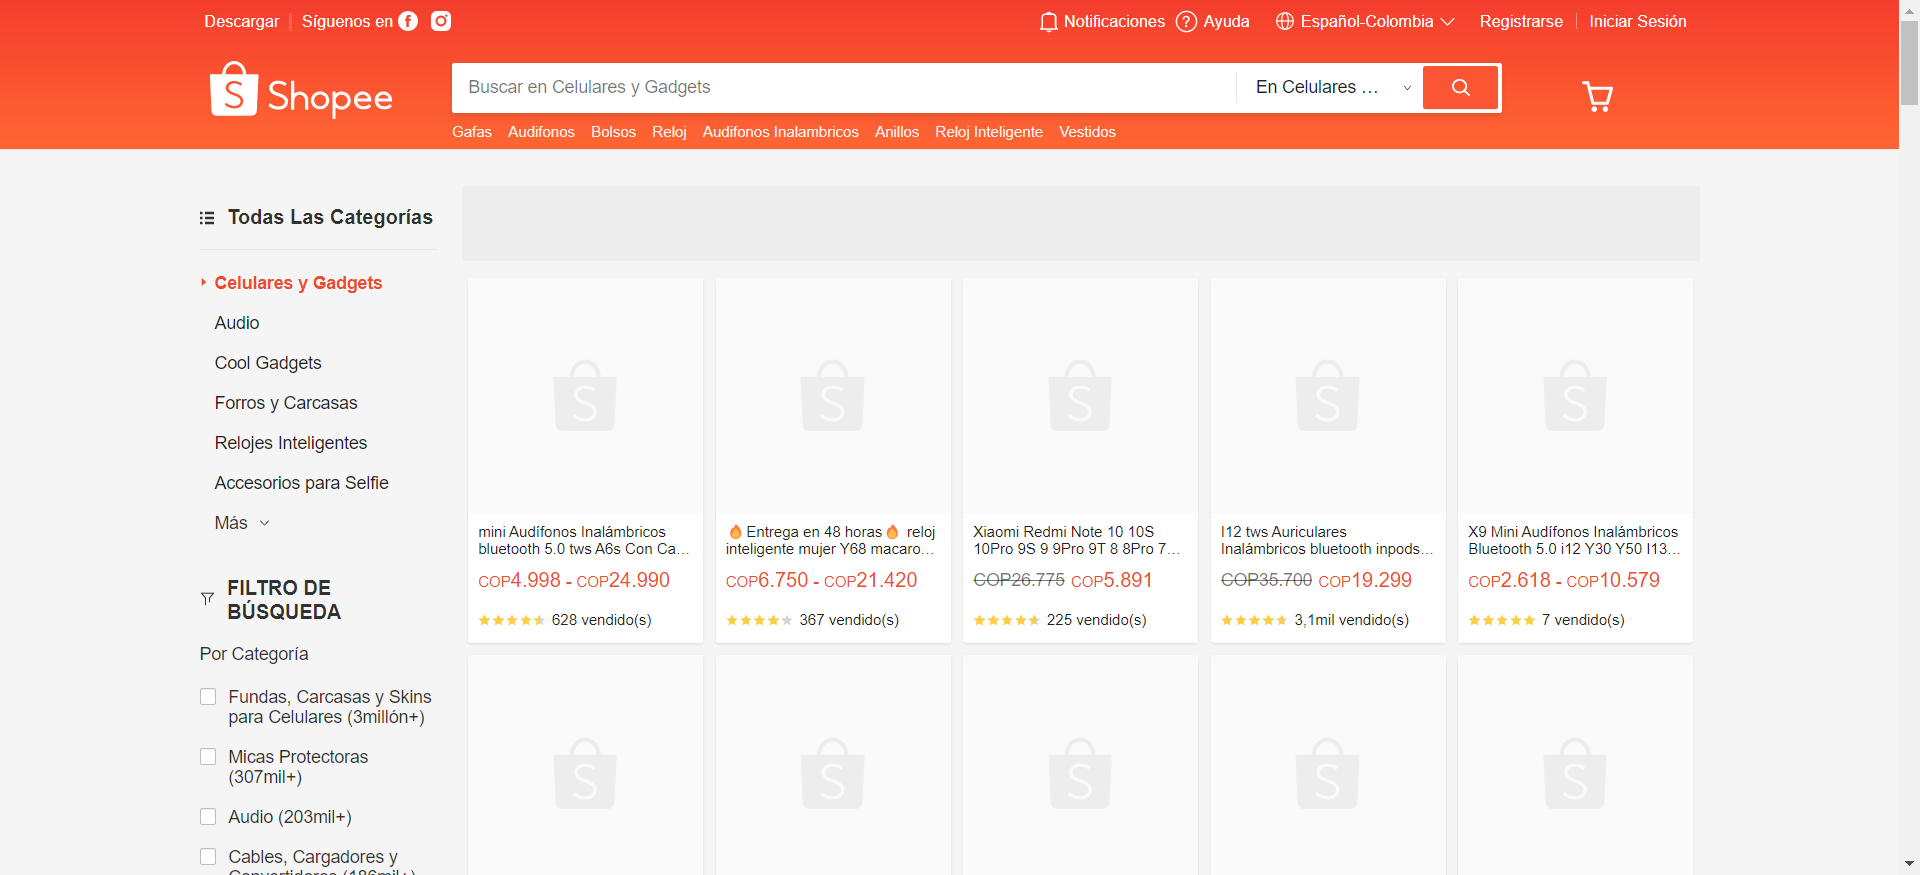 Descargar
Síguenos en
Notificaciones
Ayuda
Español-Colombia
Registrarse
Iniciar Sesión
Shopee
Buscar en Celulares y Gadgets
En Celulares ...
Gafas
Audifonos
Bolsos
Reloj
Audifonos Inalambricos
Anillos
Reloj Inteligente
Vestidos
Todas Las Categorías
Celulares y Gadgets
Audio
Cool Gadgets
Forros y Carcasas
Relojes Inteligentes
Accesorios para Selfie
Más
FILTRO DE
BÚSQUEDA
Por Categoría
Fundas, Carcasas y Skins
para Celulares (3millón+)
Micas Protectoras
(307mil+)
Audio (203mil+)
Cables, Cargadores y
Convertidores (186mil+)
mini Audífonos Inalámbricos
bluetooth 5.0 tws A6s Con Ca...
COP4.998 - COP24.990
628 vendido(s)
🔥Entrega en 48 horas🔥 reloj
inteligente mujer Y68 macaro...
COP6.750 - COP21.420
367 vendido(s)
Xiaomi Redmi Note 10 10S
10Pro 9S 9 9Pro 9T 8 8Pro 7...
COP26.775 COP5.891
225 vendido(s)
I12 tws Auriculares
Inalámbricos bluetooth inpods...
COP35.700 COP19.299
3,1mil vendido(s)
X9 Mini Audífonos Inalámbricos
Bluetooth 5.0 i12 Y30 Y50 I13...
COP2.618 - COP10.579
7 vendido(s)